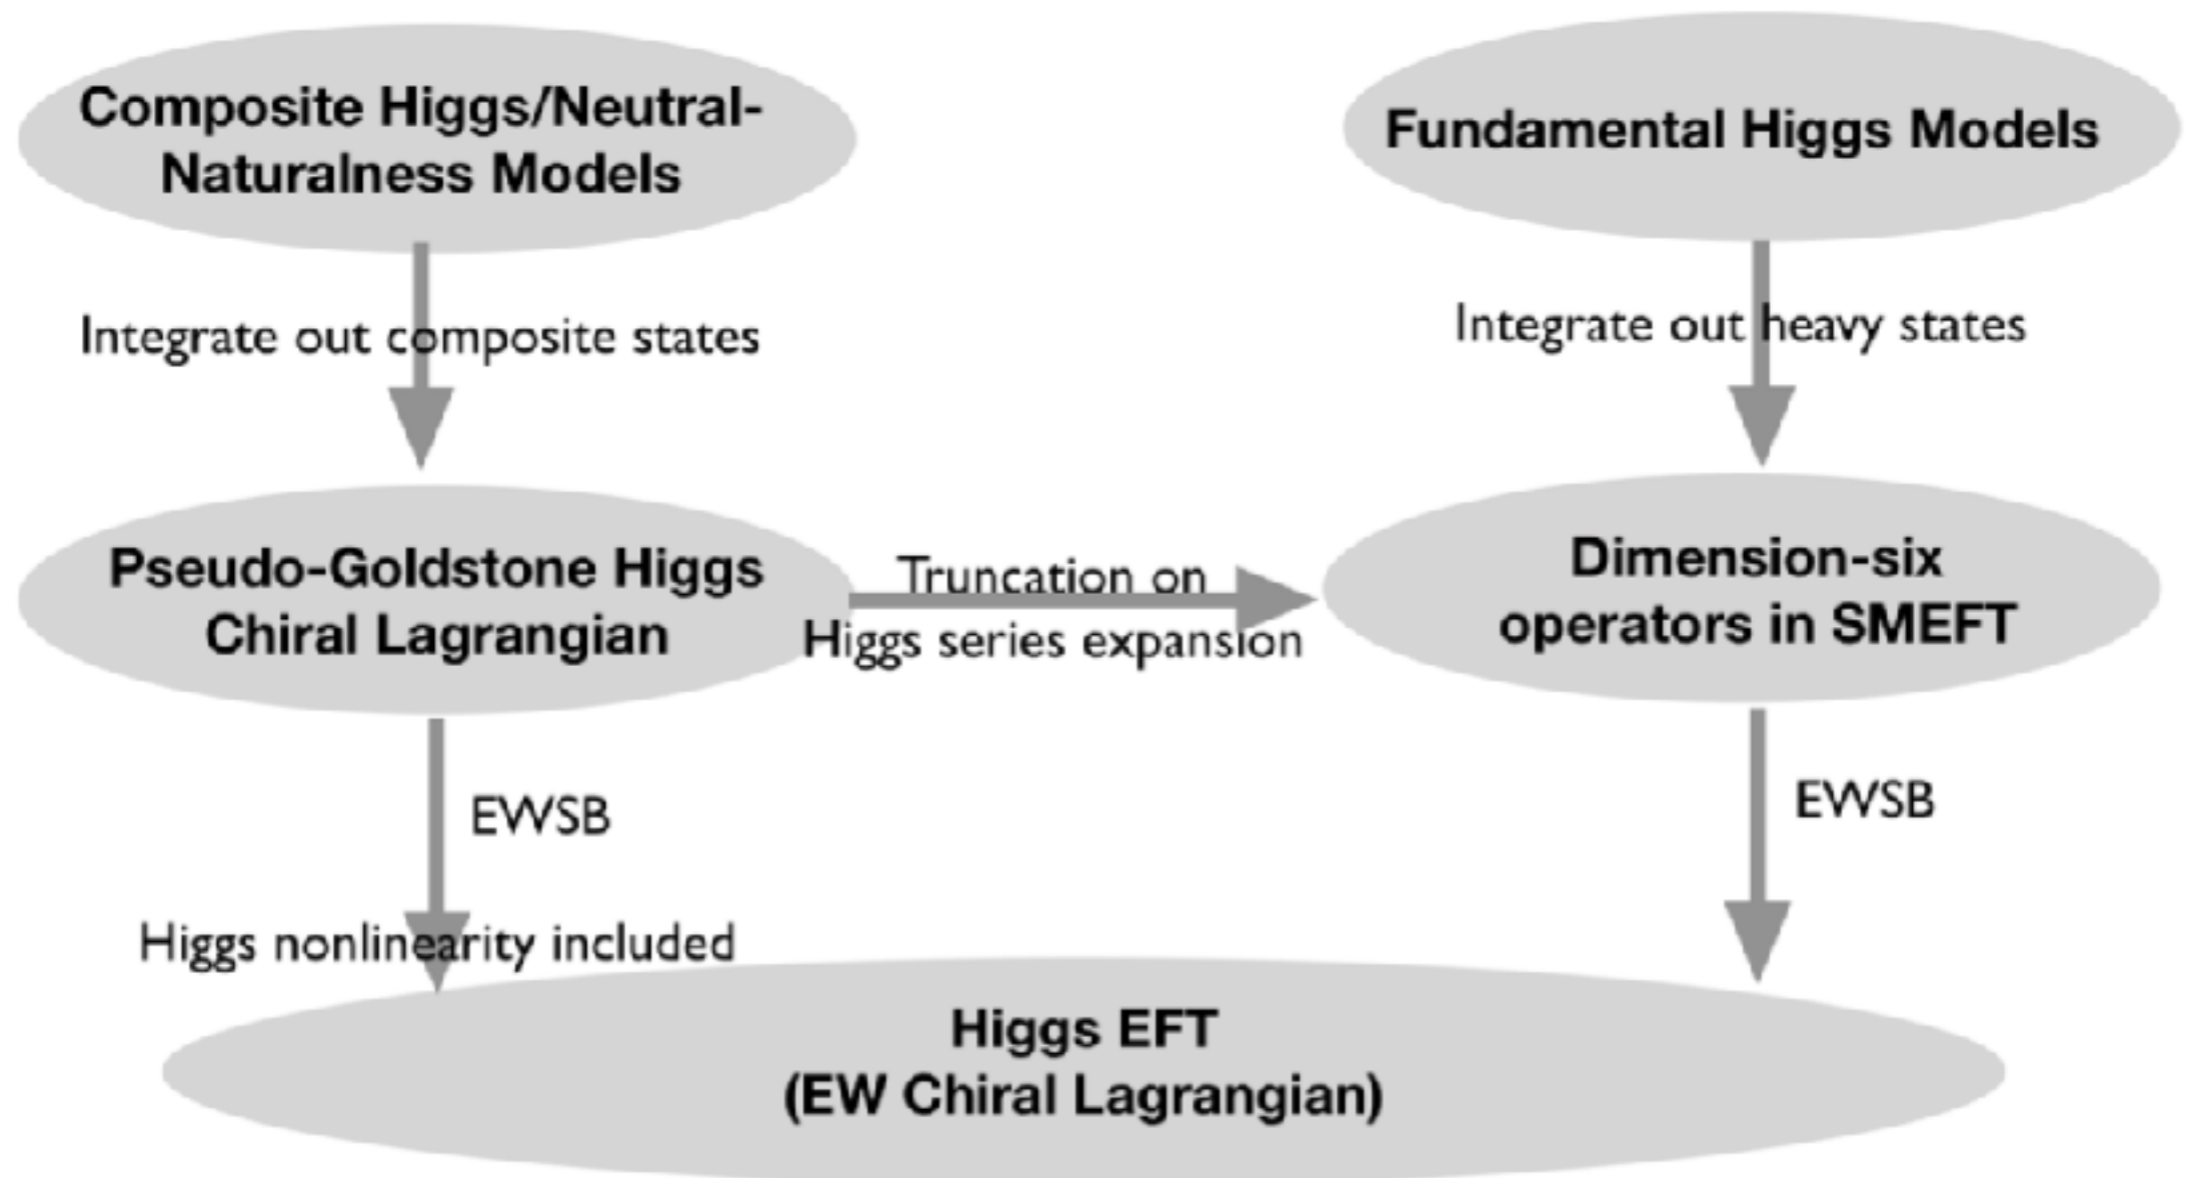 Composite Higgs/Neutral-
Naturalness Models
Fundamental Higgs Models
Integrate out composite states
Integrate out heavy states
Pseudo-Goldstone Higgs
Chiral Lagrangian
Truncation on
Higgs series expansion
Dimension-six
operators in SMEFT
EWSB
EWSB
Higgs nonlinearity included
Higgs EFT
(EW Chiral Lagrangian)